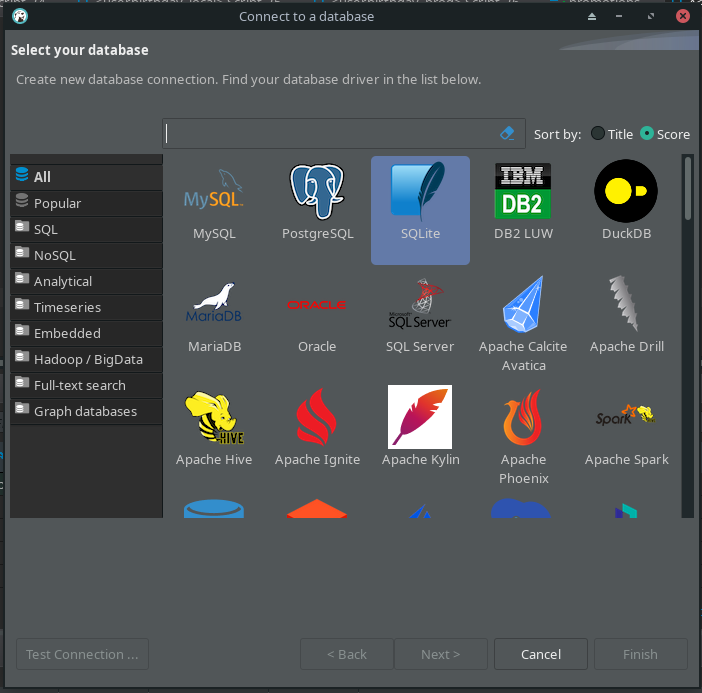 Connect to a database
Select your database
Create new database connection. Find your database driver in the list below.
Sort by: Title Score
All
Popular
SQL
NoSQL
Analytical
Timeseries
Embedded
Hadoop / BigData
Full-text search
Graph databases
MySQL
MySQL
PostgreSQL
SQLite
IBM
DB2
DB2 LUW
DuckDB
MariaDB
MariaDB
ORACLE
Oracle
Microsoft
SQL Server
SQL Server
Apache Calcite
Avatica
Apache Drill
HIVE
Apache Hive
Apache Ignite
Apache Kylin
Apache
Phoenix
Spark
Apache Spark
Test Connection ...
< Back
Next >
Cancel
Finish